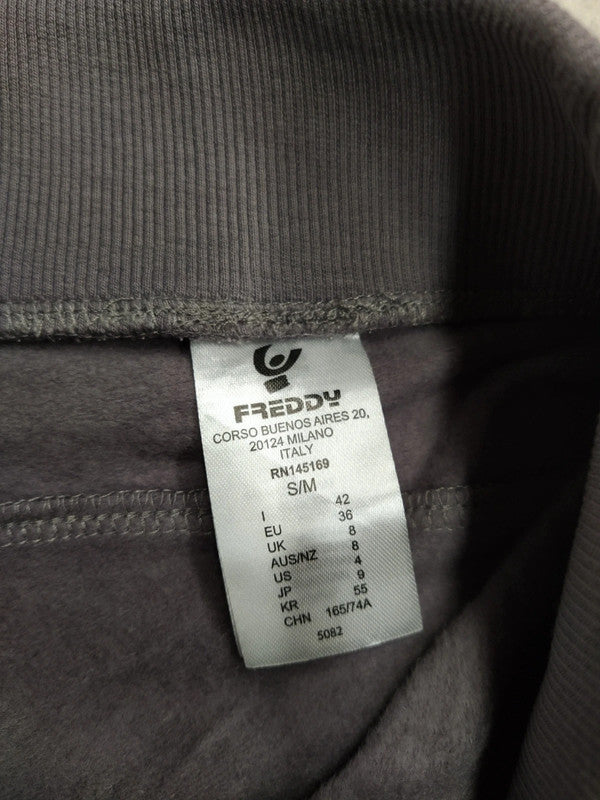 FREDDY
CORSO BUENOS AIRES 20,
20124 MILANO
ITALY
RN145169
S/M
I 42
EU 36
UK 8
AUS/NZ 8
US 4
JP 9
KR 55
CHN 165/74A
5082